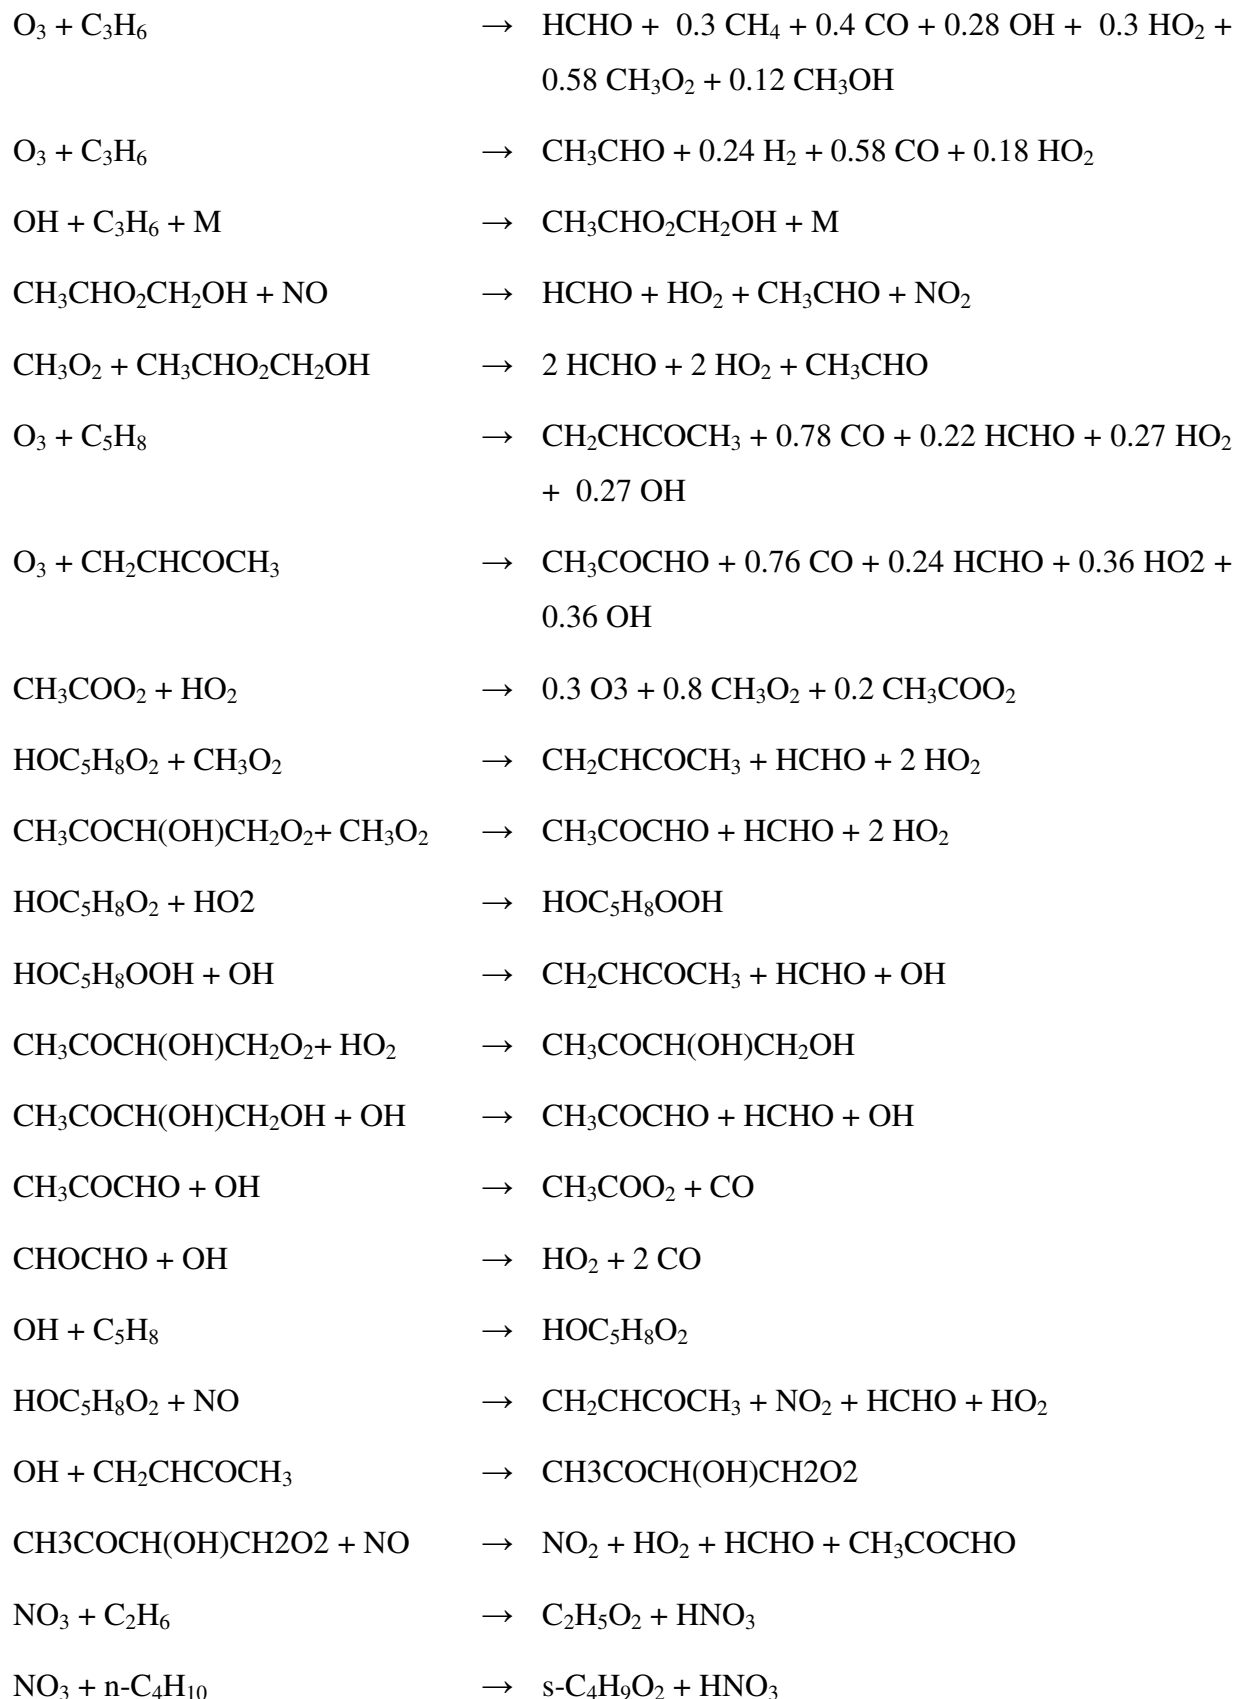 O₃ + C₃H₆ → HCHO + 0.3 CH₄ + 0.4 CO + 0.28 OH + 0.3 HO₂ +
0.58 CH₃O₂ + 0.12 CH₃OH
O₃ + C₃H₆ → CH₃CHO + 0.24 H₂ + 0.58 CO + 0.18 HO₂
OH + C₃H₆ + M → CH₃CHO₂CH₂OH + M
CH₃CHO₂CH₂OH + NO → HCHO + HO₂ + CH₃CHO + NO₂
CH₃O₂ + CH₃CHO₂CH₂OH → 2 HCHO + 2 HO₂ + CH₃CHO
O₃ + C₅H₈ → CH₂CHCOCH₃ + 0.78 CO + 0.22 HCHO + 0.27 HO₂
+ 0.27 OH
O₃ + CH₂CHCOCH₃ → CH₃COCHO + 0.76 CO + 0.24 HCHO + 0.36 HO2 +
0.36 OH
CH₃COO₂ + HO₂ → 0.3 O3 + 0.8 CH₃O₂ + 0.2 CH₃COO₂
HOC₅H₈O₂ + CH₃O₂ → CH₂CHCOCH₃ + HCHO + 2 HO₂
CH₃COCH(OH)CH₂O₂+ CH₃O₂ → CH₃COCHO + HCHO + 2 HO₂
HOC₅H₈O₂ + HO2 → HOC₅H₈OOH
HOC₅H₈OOH + OH → CH₂CHCOCH₃ + HCHO + OH
CH₃COCH(OH)CH₂O₂+ HO₂ → CH₃COCH(OH)CH₂OH
CH₃COCH(OH)CH₂OH + OH → CH₃COCHO + HCHO + OH
CH₃COCHO + OH → CH₃COO₂ + CO
CHOCHO + OH → HO₂ + 2 CO
OH + C₅H₈ → HOC₅H₈O₂
HOC₅H₈O₂ + NO → CH₂CHCOCH₃ + NO₂ + HCHO + HO₂
OH + CH₂CHCOCH₃ → CH3COCH(OH)CH2O2
CH3COCH(OH)CH2O2 + NO → NO₂ + HO₂ + HCHO + CH₃COCHO
NO₃ + C₂H₆ → C₂H₅O₂ + HNO₃
NO₃ + n-C₄H₁₀ → s-C₄H₉O₂ + HNO₃